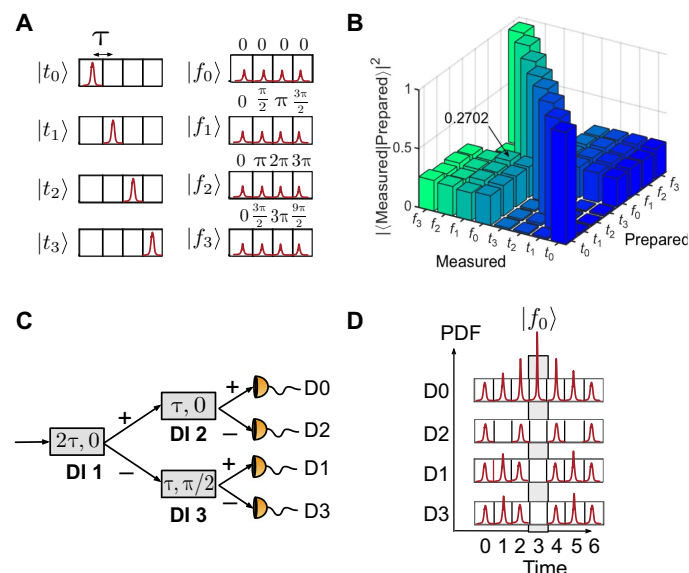 A
τ
|t₀⟩
|t₁⟩
|t₂⟩
|t₃⟩
0 0 0 0
|f₀⟩
0 π/2 π 3π/2
|f₁⟩
0 π 2π 3π
|f₂⟩
0 3π/2 3π 9π/2
|f₃⟩
B
|⟨Measured|Prepared⟩|²
1
0.5
0
0.2702
f₃ f₂ f₁ f₀ t₃ t₂ t₁ t₀
Measured
t₀ t₁ t₂ t₃ f₀ f₁ f₂ f₃
Prepared
C
2τ, 0
DI 1
+
−
τ, 0
DI 2
τ, π/2
DI 3
+
−
+
−
D0
D2
D1
D3
D
PDF
|f₀⟩
D0
D2
D1
D3
0 1 2 3 4 5 6
Time